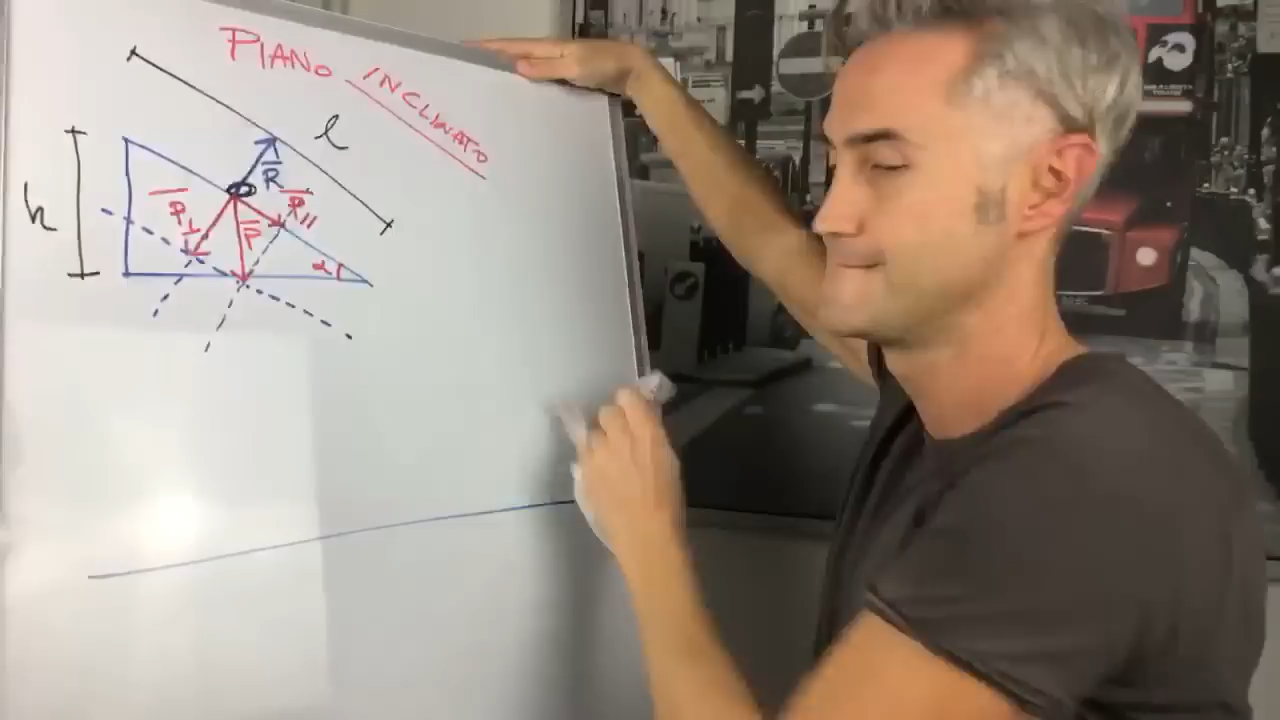 PIANO INCLINATO
l
h
R̅
P̅⊥
P̅
P̅//
α